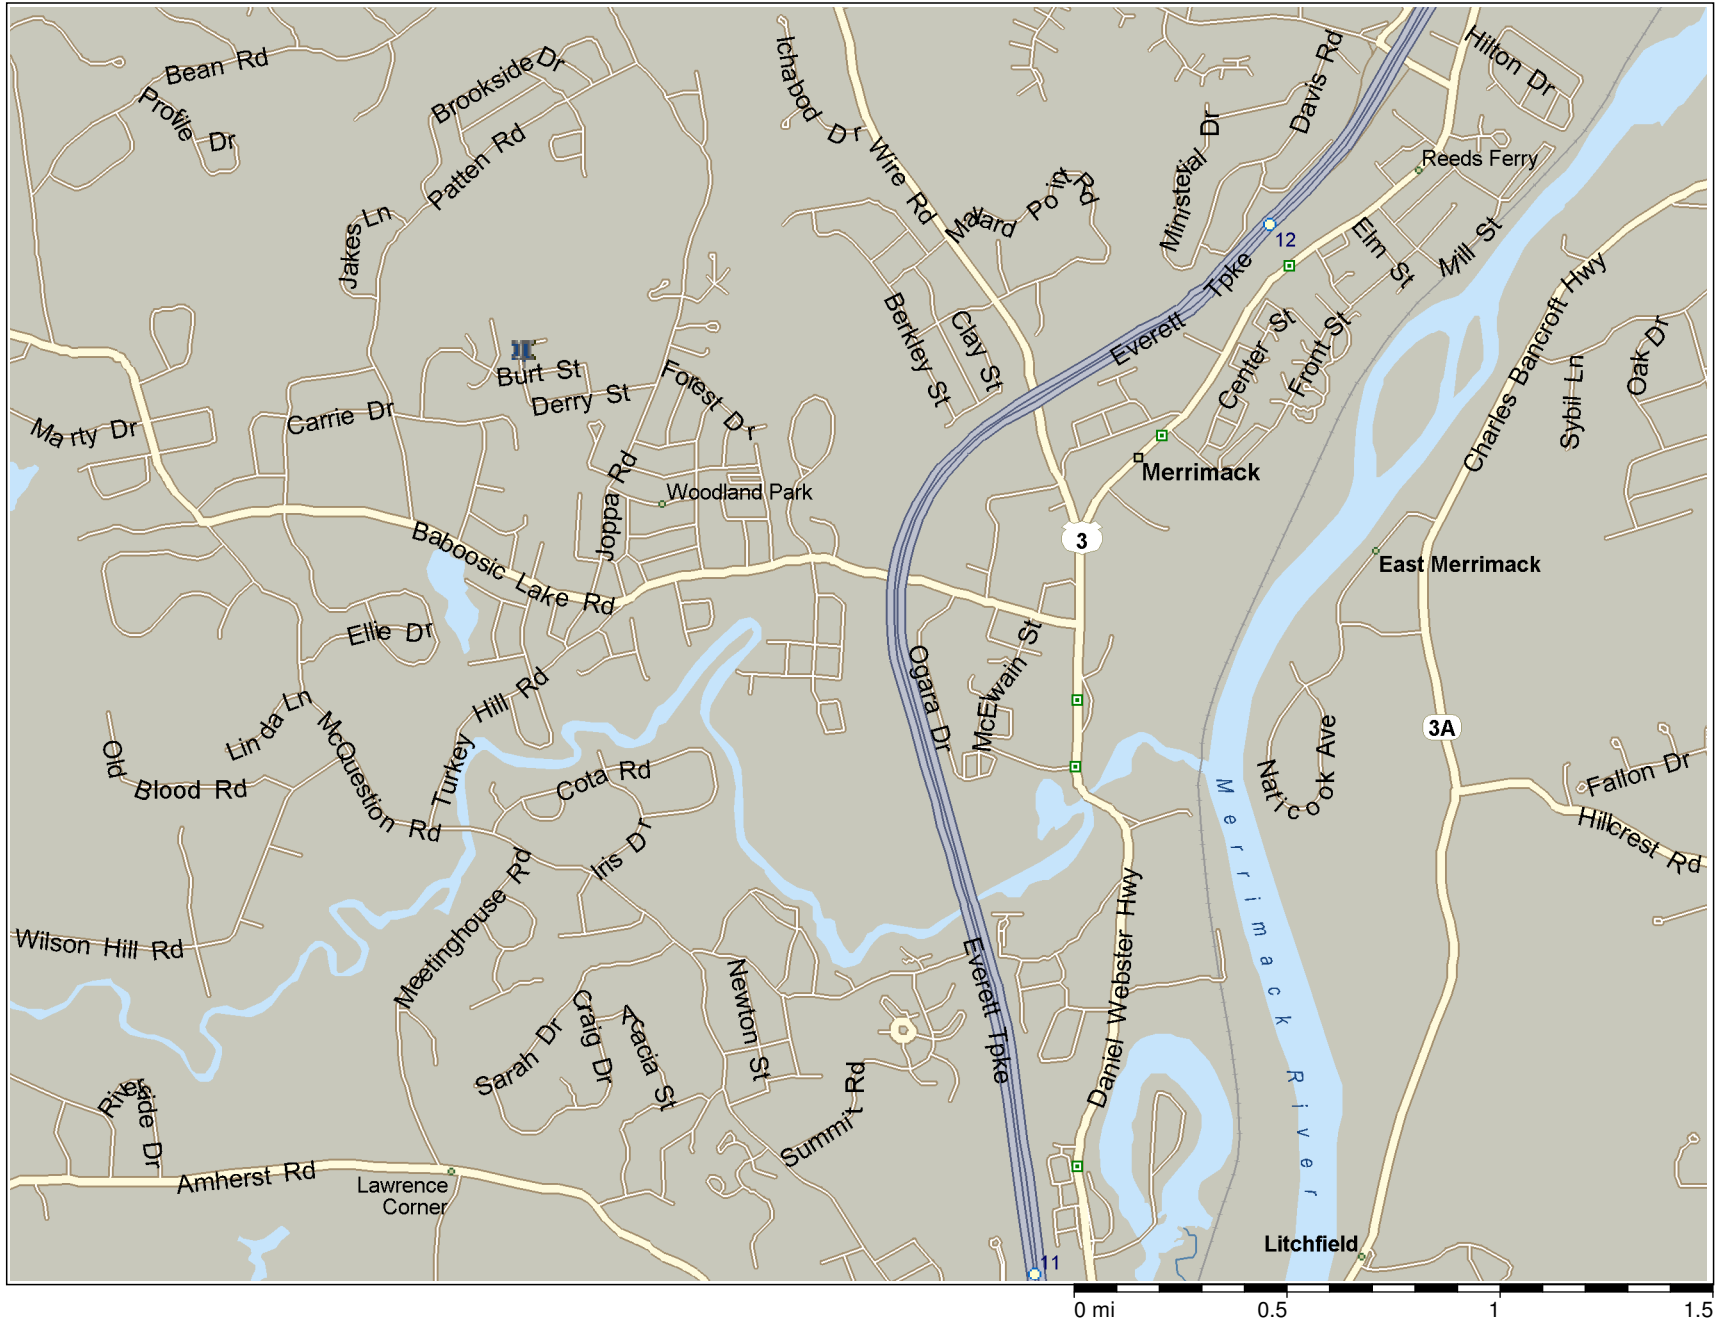 Bean Rd
Profile Dr
Brookside Dr
Patten Rd
Jakes Ln
Ichabod Dr
Wire Rd
Maylard Point Rd
Ministerial Dr
Davis Rd
Hilton Dr
Reeds Ferry
12
Elm St
Mill St
Everett Tpke
Berkley St
Clay St
Center St
Front St
Charles Bancroft Hwy
Sybil Ln
Oak Dr
Burt St
Derry St
Forest Dr
Marty Dr
Carrie Dr
Joppa Rd
Woodland Park
Merrimack
3
East Merrimack
Baboosic Lake Rd
Ellie Dr
McEwain St
Ogara Dr
Linda Ln
McQuestion Rd
Turkey Hill Rd
Old Blood Rd
Cota Rd
Iris Dr
Naticook Ave
3A
Fallon Dr
Hillcrest Rd
Merrimack River
Meetinghouse Rd
Wilson Hill Rd
Everett Tpke
Daniel Webster Hwy
Newton St
Craig Dr
Acacia St
Sarah Dr
Summit Rd
Riverside Dr
Amherst Rd
Lawrence
Corner
Litchfield
11
0 mi 0.5 1 1.5